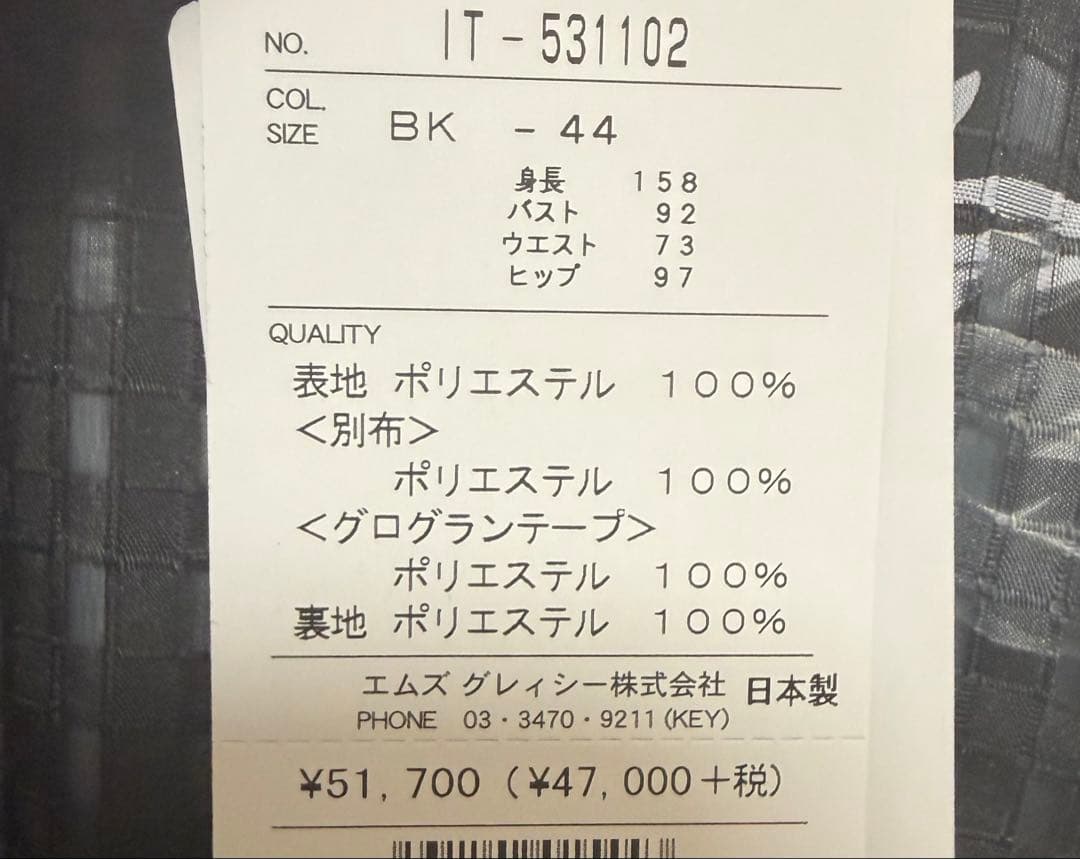 NO. IT-531102
COL.
SIZE BK -44
身長 158
バスト 92
ウエスト 73
ヒップ 97
QUALITY
表地 ポリエステル 100%
<別布>
ポリエステル 100%
<グログランテープ>
ポリエステル 100%
裏地 ポリエステル 100%
エムズ グレィシー株式会社 日本製
PHONE 03・3470・9211(KEY)
¥51,700 (¥47,000+税)